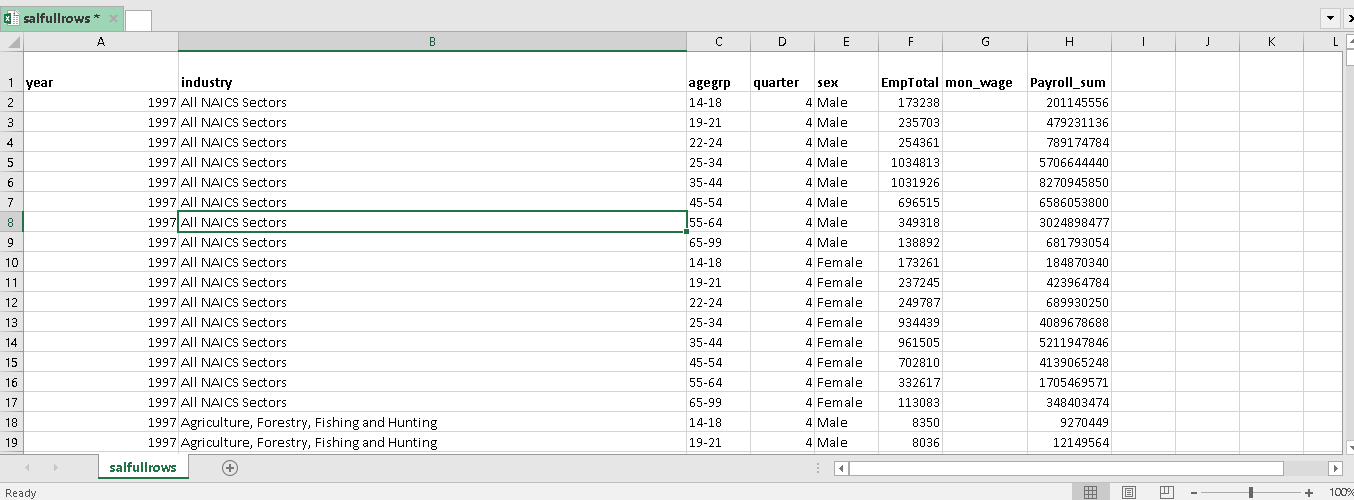 salfullrows *
A B C D E F G H I J K L
1 year industry agegrp quarter sex EmpTotal mon_wage Payroll_sum
2 1997 All NAICS Sectors 14-18 4 Male 173238 201145556
3 1997 All NAICS Sectors 19-21 4 Male 235703 479231136
4 1997 All NAICS Sectors 22-24 4 Male 254361 789174784
5 1997 All NAICS Sectors 25-34 4 Male 1034813 5706644440
6 1997 All NAICS Sectors 35-44 4 Male 1031926 8270945850
7 1997 All NAICS Sectors 45-54 4 Male 696515 6586053800
8 1997 All NAICS Sectors 55-64 4 Male 349318 3024898477
9 1997 All NAICS Sectors 65-99 4 Male 138892 681793054
10 1997 All NAICS Sectors 14-18 4 Female 173261 184870340
11 1997 All NAICS Sectors 19-21 4 Female 237245 423964784
12 1997 All NAICS Sectors 22-24 4 Female 249787 689930250
13 1997 All NAICS Sectors 25-34 4 Female 934439 4089678688
14 1997 All NAICS Sectors 35-44 4 Female 961505 5211947846
15 1997 All NAICS Sectors 45-54 4 Female 702810 4139065248
16 1997 All NAICS Sectors 55-64 4 Female 332617 1705469571
17 1997 All NAICS Sectors 65-99 4 Female 113083 348403474
18 1997 Agriculture, Forestry, Fishing and Hunting 14-18 4 Male 8350 9270449
19 1997 Agriculture, Forestry, Fishing and Hunting 19-21 4 Male 8036 12149564
salfullrows
Ready 100%